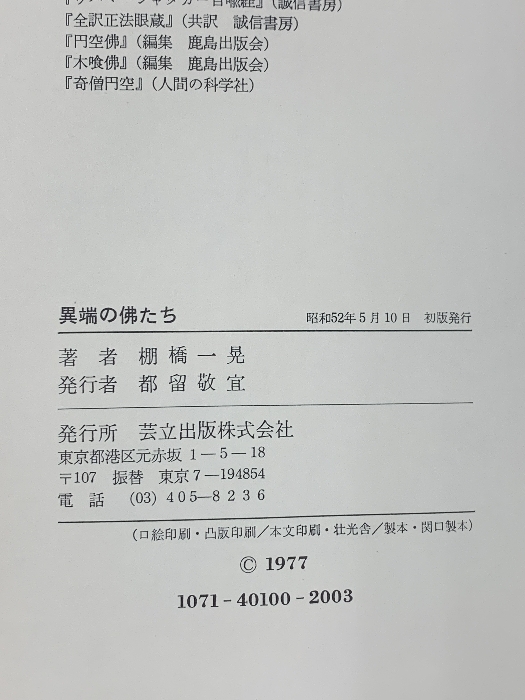 『全訳正法眼蔵』（共訳　誠信書房）
『円空佛』（編集　鹿島出版会）
『木喰佛』（編集　鹿島出版会）
『奇僧円空』（人間の科学社）
異端の佛たち　昭和52年5月10日　初版発行
著　者　棚橋一晃
発行者　都留敬宜
発行所　芸立出版株式会社
東京都港区元赤坂 1—5—18
〒107　振替　東京7—194854
電　話　(03) 405—8236
（口絵印刷・凸版印刷／本文印刷・壮光舎／製本・関口製本）
© 1977
1071－40100－2003